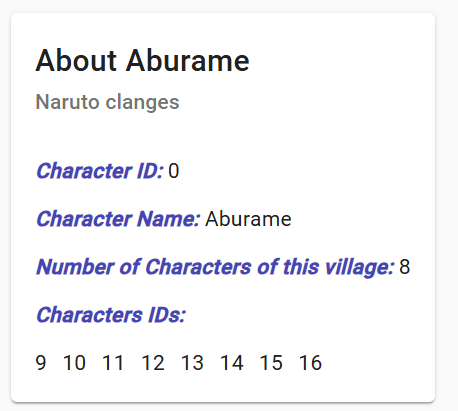 About Aburame
Naruto clanges
Character ID: 0
Character Name: Aburame
Number of Characters of this village: 8
Characters IDs:
9 10 11 12 13 14 15 16